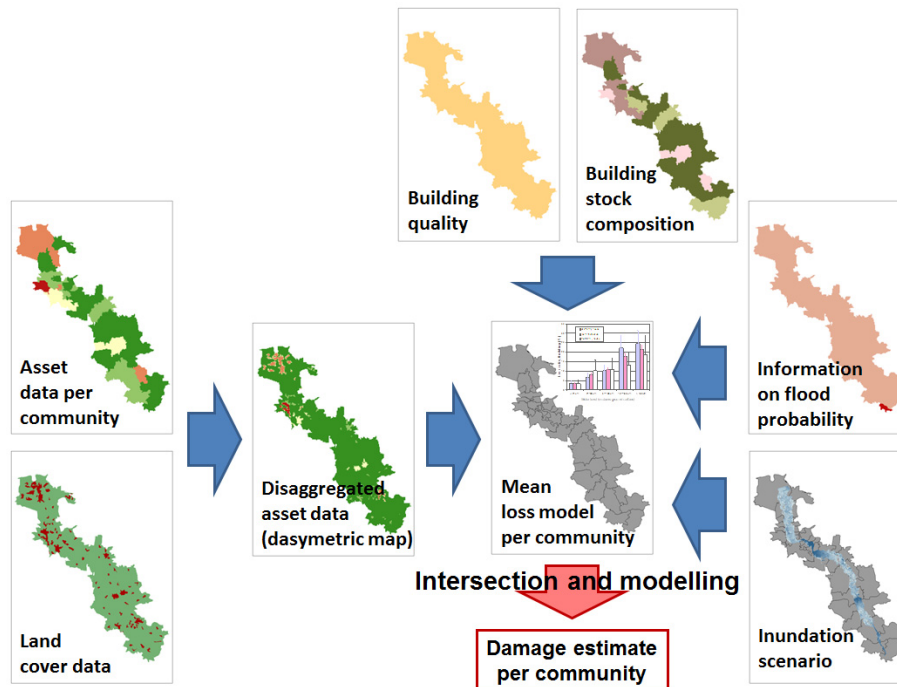 Building
quality
Building
stock
composition
Asset
data per
community
Information
on flood
probability
Disaggregated
asset data
(dasymetric map)
Mean
loss model
per community
Land
cover data
Intersection and modelling
Inundation
scenario
Damage estimate
per community